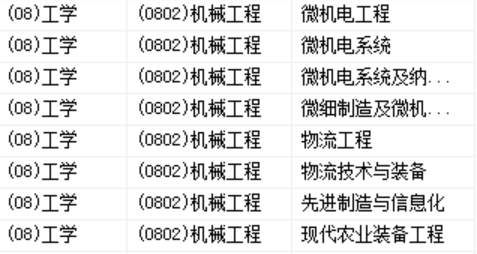 (08)工学 (0802)机械工程 微机电工程
(08)工学 (0802)机械工程 微机电系统
(08)工学 (0802)机械工程 微机电系统及纳...
(08)工学 (0802)机械工程 微细制造及微机...
(08)工学 (0802)机械工程 物流工程
(08)工学 (0802)机械工程 物流技术与装备
(08)工学 (0802)机械工程 先进制造与信息化
(08)工学 (0802)机械工程 现代农业装备工程